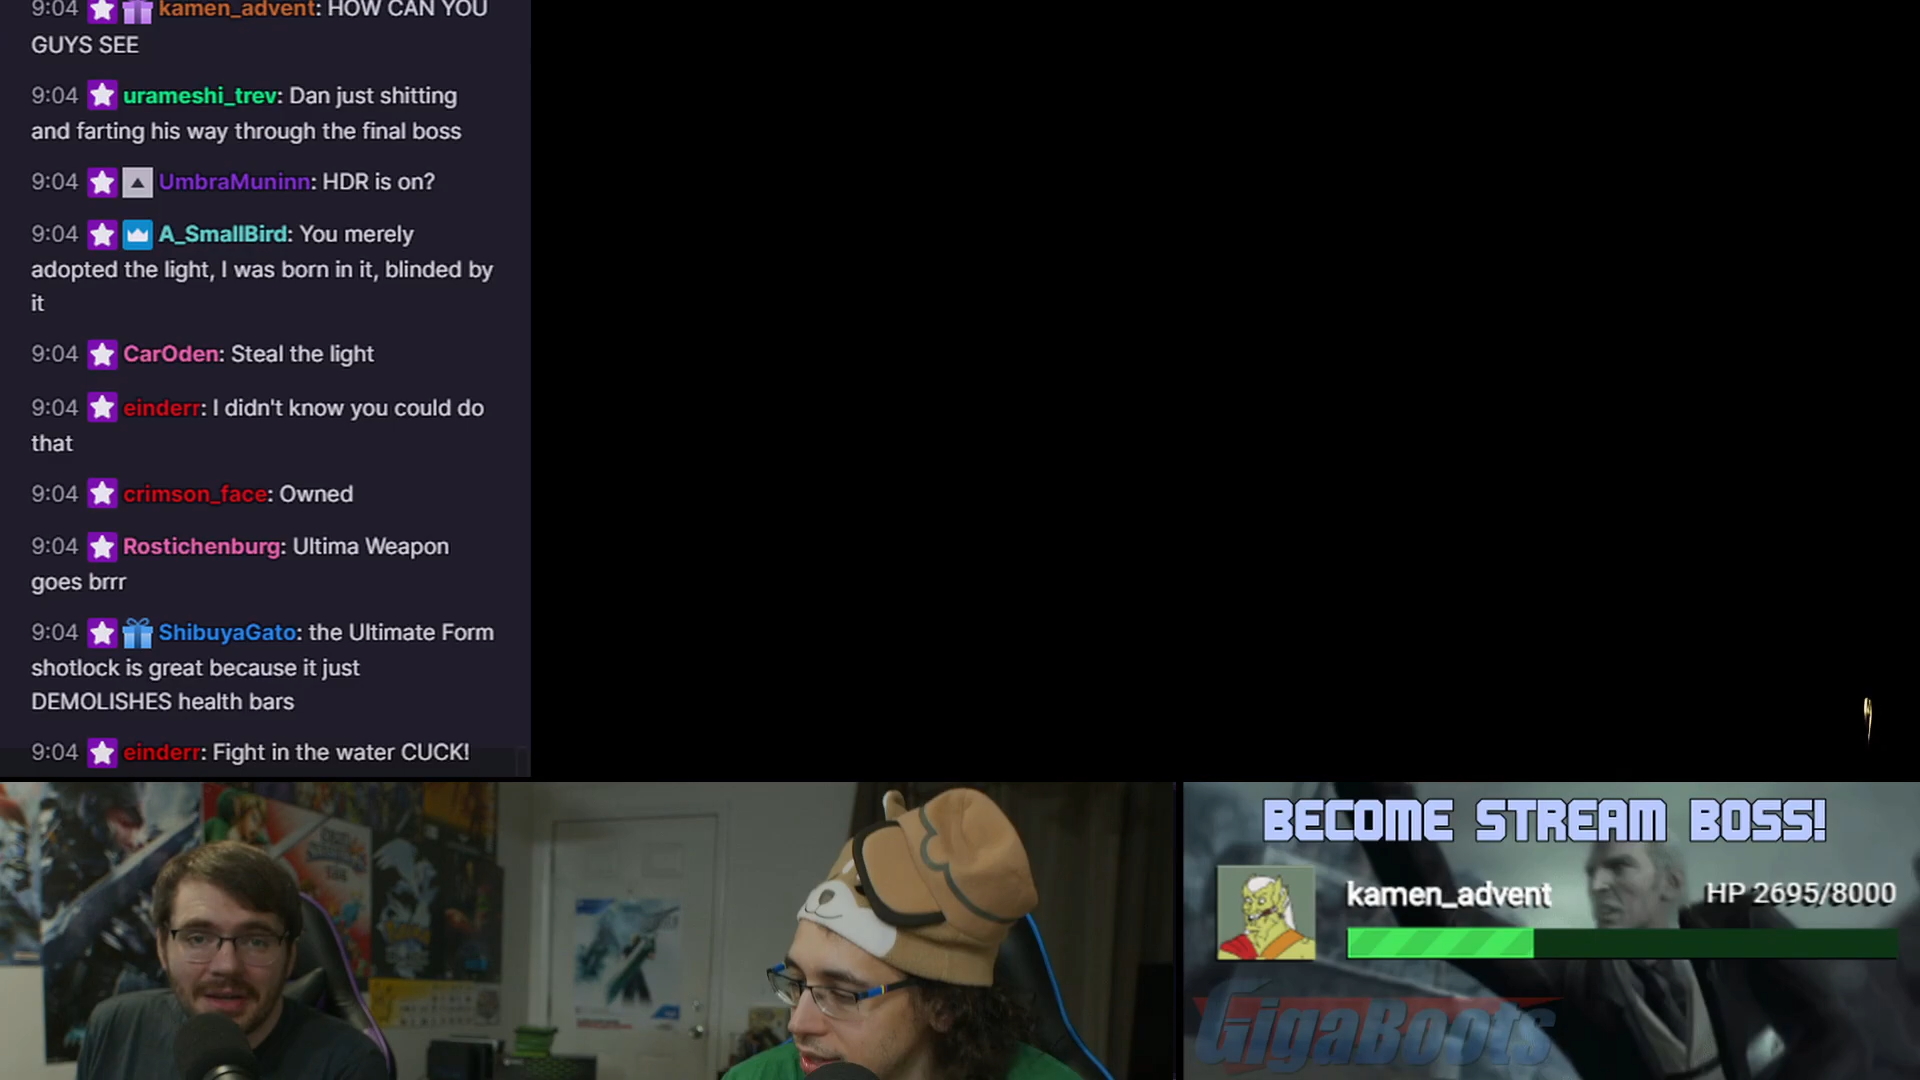 9:04 kamen_advent: HOW CAN YOU
GUYS SEE
9:04 urameshi_trev: Dan just shitting
and farting his way through the final boss
9:04 UmbraMuninn: HDR is on?
9:04 A_SmallBird: You merely
adopted the light, I was born in it, blinded by
it
9:04 CarOden: Steal the light
9:04 einderr: I didn't know you could do
that
9:04 crimson_face: Owned
9:04 Rostichenburg: Ultima Weapon
goes brrr
9:04 ShibuyaGato: the Ultimate Form
shotlock is great because it just
DEMOLISHES health bars
9:04 einderr: Fight in the water CUCK!
BECOME STREAM BOSS!
kamen_advent HP 2695/8000
GigaBoots